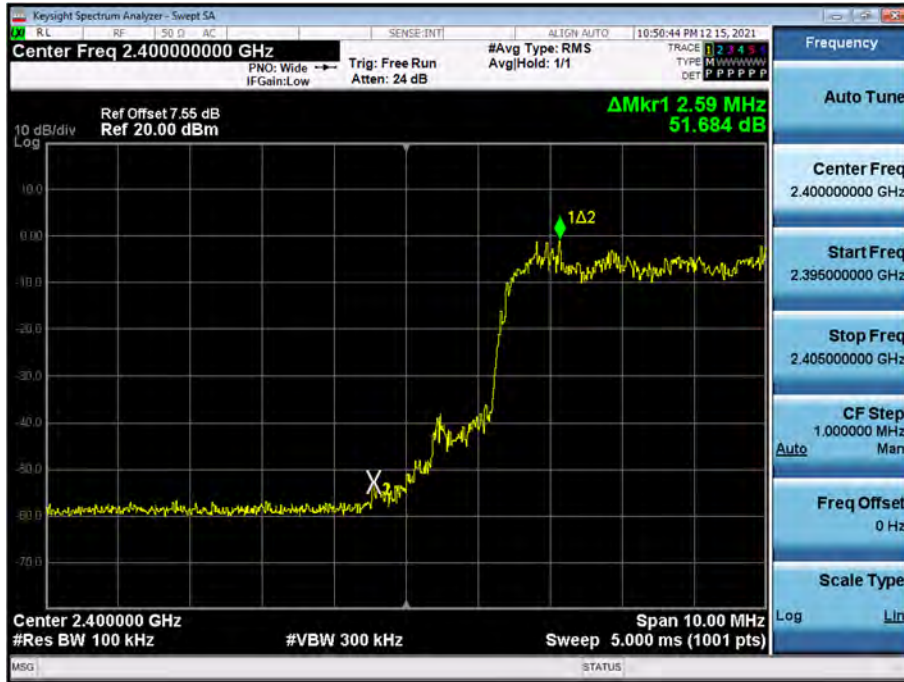 Keysight Spectrum Analyzer - Swept SA
RL RF 50 Ω AC SENSE:INT ALIGN AUTO 10:50:44 PM 12 15, 2021
Center Freq 2.400000000 GHz
PNO: Wide
IFGain:Low
Trig: Free Run
Atten: 24 dB
#Avg Type: RMS
Avg|Hold: 1/1
TRACE 1 2 3 4 5
TYPE M
DET P P P P P P
Ref Offset 7.55 dB
Ref 20.00 dBm
10 dB/div
Log
ΔMkr1 2.59 MHz
51.684 dB
10.0
0.00
-10.0
-20.0
-30.0
-40.0
-50.0
-60.0
-70.0
1Δ2
X2
Center 2.400000 GHz
#Res BW 100 kHz
#VBW 300 kHz
Span 10.00 MHz
Sweep 5.000 ms (1001 pts)
MSG
STATUS
Frequency
Auto Tune
Center Freq
2.400000000 GHz
Start Freq
2.395000000 GHz
Stop Freq
2.405000000 GHz
CF Step
1.000000 MHz
Auto Man
Freq Offset
0 Hz
Scale Type
Log Lin